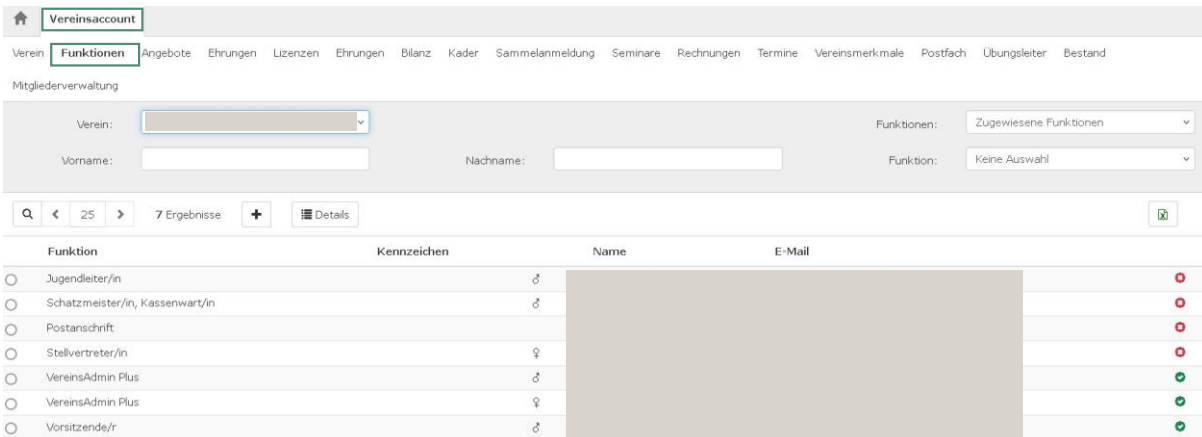 Vereinsaccount
Verein Funktionen Angebote Ehrungen Lizenzen Ehrungen Bilanz Kader Sammelanmeldung Seminare Rechnungen Termine Vereinsmerkmale Postfach Übungsleiter Bestand
Mitgliederverwaltung
Verein: Funktionen: Zugewiesene Funktionen
Vorname: Nachname: Funktion: Keine Auswahl
25 7 Ergebnisse Details
Funktion Kennzeichen Name E-Mail
Jugendleiter/in ♂
Schatzmeister/in, Kassenwart/in ♂
Postanschrift
Stellvertreter/in ♀
VereinsAdmin Plus ♂
VereinsAdmin Plus ♀
Vorsitzende/r ♂